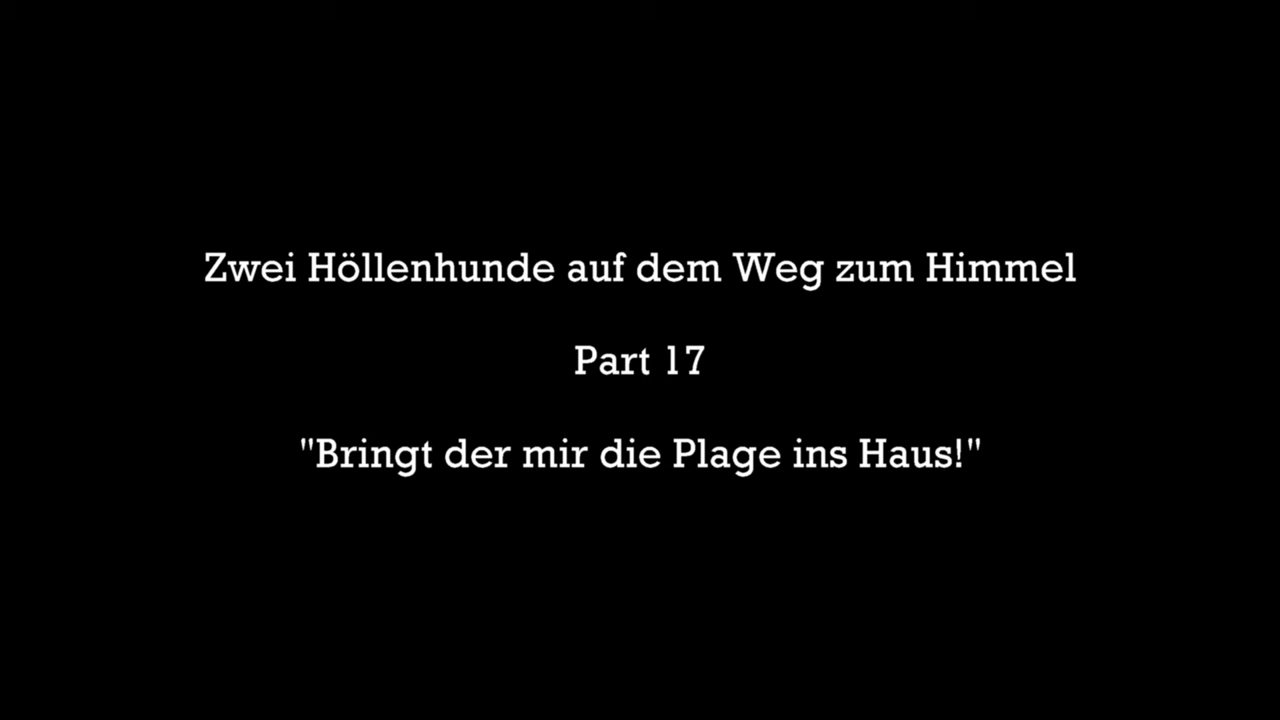 Zwei Höllenhunde auf dem Weg zum Himmel
Part 17
"Bringt der mir die Plage ins Haus!"